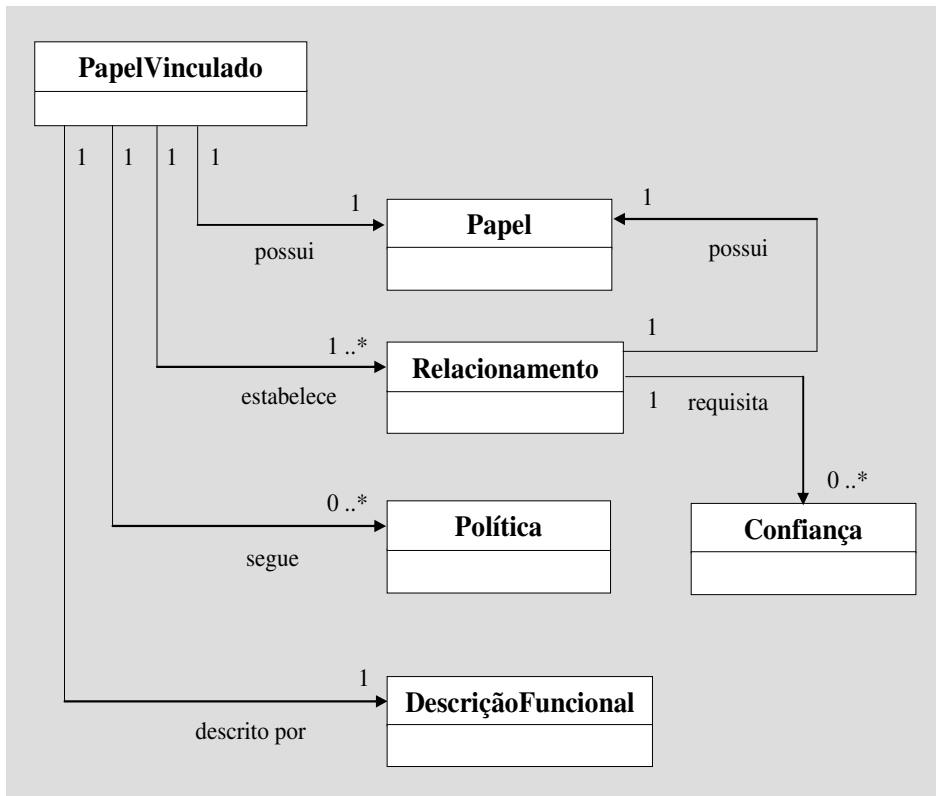 PapelVinculado
1 1 1 1
1 Papel 1
possui possui
1 ..* Relacionamento 1
estabelece 1 requisita
0 ..* Política 0 ..*
segue Confiança
1 DescriçãoFuncional
descrito por